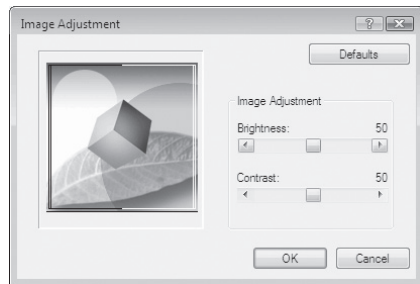 Image Adjustment
Defaults
Image Adjustment
Brightness: 50
Contrast: 50
OK Cancel